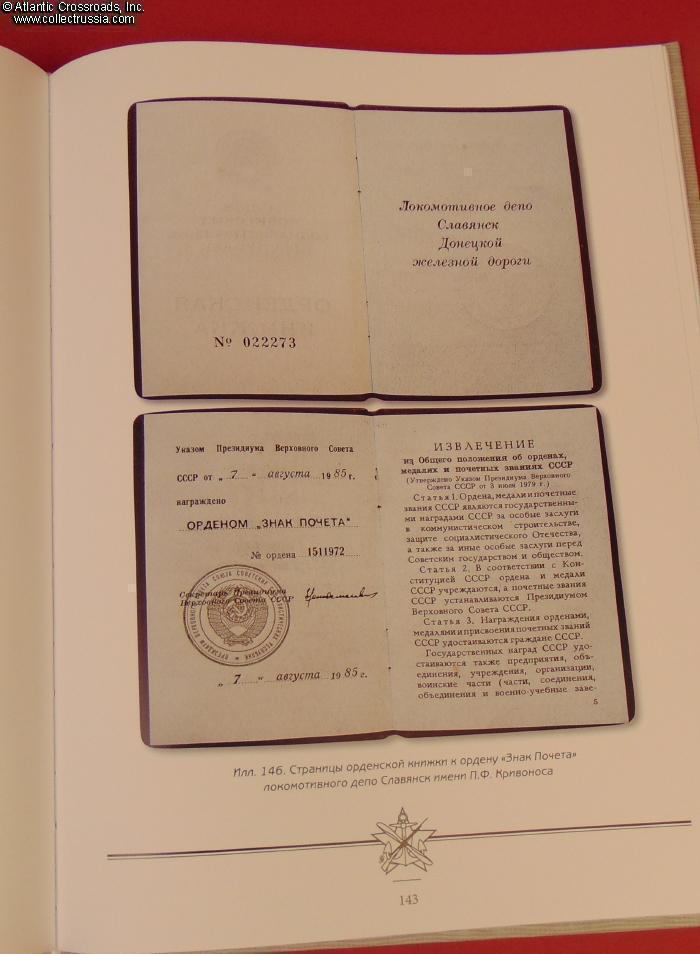 © Atlantic Crossroads, Inc.
www.collectrussia.com
Локомотивное депо
Славянск
Донецкой
железной дороги
№ 022273
Указом Президиума Верховного Совета
СССР от „ 7 “ августа 1985г.
награждено
ОРДЕНОМ „ЗНАК ПОЧЕТА“
№ ордена 1511972
Секретарь Президиума
Верховного Совета СССР
„ 7 “ августа 1985г.
ИЗВЛЕЧЕНИЕ
из Общего положения об орденах,
медалях и почетных званиях СССР
(Утверждено Указом Президиума Верховного
Совета СССР от 3 июля 1979 г.)
Статья 1. Ордена, медали и почетные
звания СССР являются государственны-
ми наградами СССР за особые заслуги
в коммунистическом строительстве,
защите социалистического Отечества,
а также за иные особые заслуги перед
Советским государством и обществом.
Статья 2. В соответствии с Кон-
ституцией СССР ордена и медали
СССР учреждаются, а почетные звания
СССР устанавливаются Президиумом
Верховного Совета СССР.
Статья 3. Награждения орденами,
медалями и присвоения почетных званий
СССР удостаиваются граждане СССР.
Государственных наград СССР удо-
стаиваются также предприятия, объ-
единения, учреждения, организации,
воинские части (части, соединения,
объединения и военно-учебные заве-
5
Илл. 146. Страницы орденской книжки к ордену «Знак Почета»
локомотивного депо Славянск имени П.Ф. Кривоноса
143